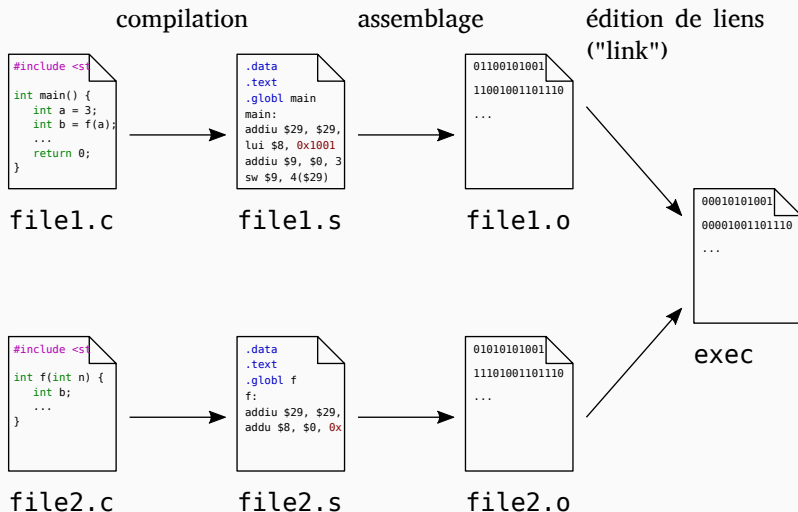 compilation
assemblage
édition de liens
("link")
#include <st
int main() {
int a = 3;
int b = f(a);
...
return 0;
}
file1.c
.data
.text
.globl main
main:
addiu $29, $29,
lui $8, 0x1001
addiu $9, $0, 3
sw $9, 4($29)
file1.s
01100101001
11001001101110
...
file1.o
00010101001
00001001101110
...
exec
#include <st
int f(int n) {
int b;
...
}
file2.c
.data
.text
.globl f
f:
addiu $29, $29,
addu $8, $0, 0x
file2.s
01010101001
11101001101110
...
file2.o